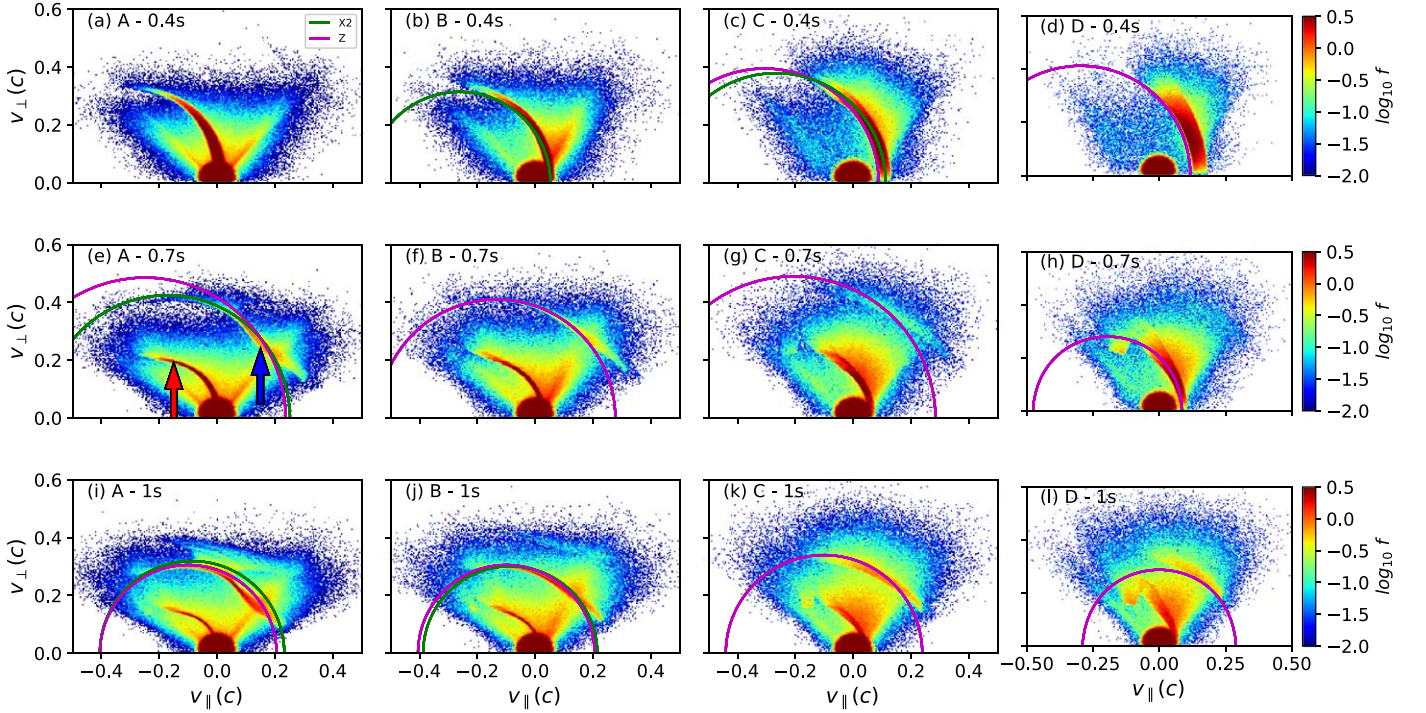 (a) A - 0.4s
X2
Z
(b) B - 0.4s
(c) C - 0.4s
(d) D - 0.4s
0.6
0.4
0.2
0.0
v⊥(c)
0.5
0.0
−0.5
−1.0
−1.5
−2.0
log₁₀ f
(e) A - 0.7s
(f) B - 0.7s
(g) C - 0.7s
(h) D - 0.7s
0.6
0.4
0.2
0.0
v⊥(c)
0.5
0.0
−0.5
−1.0
−1.5
−2.0
log₁₀ f
(i) A - 1s
(j) B - 1s
(k) C - 1s
(l) D - 1s
0.6
0.4
0.2
0.0
v⊥(c)
0.5
0.0
−0.5
−1.0
−1.5
−2.0
log₁₀ f
−0.4 −0.2 0.0 0.2 0.4
−0.4 −0.2 0.0 0.2 0.4
−0.4 −0.2 0.0 0.2 0.4
−0.50 −0.25 0.00 0.25 0.50
v∥(c)
v∥(c)
v∥(c)
v∥(c)